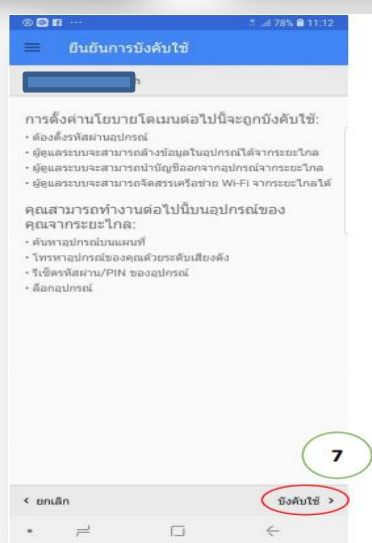 78% 11:12
ยืนยันการบังคับใช้
การตั้งค่านโยบายโดเมนต่อไปนี้จะถูกบังคับใช้:
• ต้องตั้งรหัสผ่านอุปกรณ์
• ผู้ดูแลระบบจะสามารถล้างข้อมูลในอุปกรณ์ได้จากระยะไกล
• ผู้ดูแลระบบจะสามารถนำบัญชีออกจากอุปกรณ์จากระยะไกล
• ผู้ดูแลระบบจะสามารถจัดสรรเครือข่าย Wi-Fi จากระยะไกลได้
คุณสามารถทำงานต่อไปนี้บนอุปกรณ์ของ
คุณจากระยะไกล:
• ค้นหาอุปกรณ์บนแผนที่
• โทรหาอุปกรณ์ของคุณด้วยระดับเสียงดัง
• รีเซ็ตรหัสผ่าน/PIN ของอุปกรณ์
• ล็อกอุปกรณ์
7
< ยกเลิก บังคับใช้ >